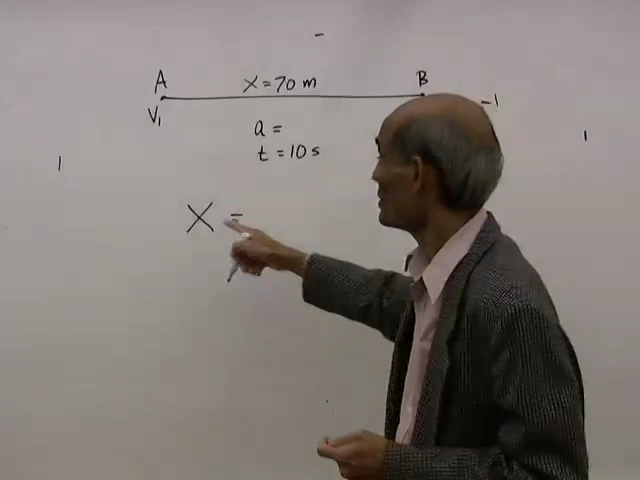 A X = 70 m B
V₁
a =
t = 10 s
X =